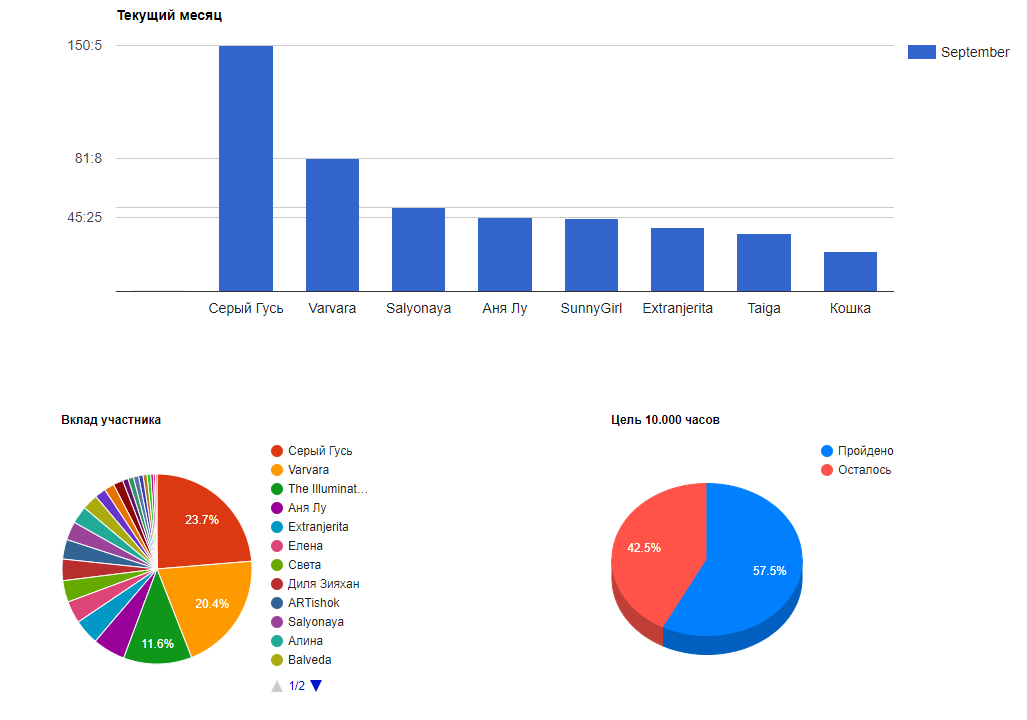 Текущий месяц
150:5
81:8
45:25
September
Серый Гусь
Varvara
Salyonaya
Аня Лу
SunnyGirl
Extranjerita
Taiga
Кошка
Вклад участника
23.7%
20.4%
11.6%
Серый Гусь
Varvara
The Illuminat…
Аня Лу
Extranjerita
Елена
Света
Диля Зияхан
ARTishok
Salyonaya
Алина
Balveda
1/2
Цель 10.000 часов
42.5%
57.5%
Пройдено
Осталось